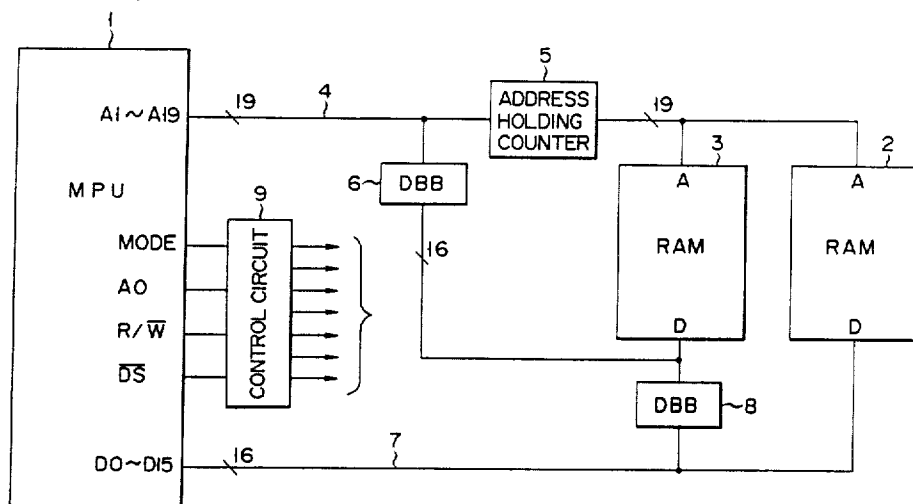 1
A1~A19
19
4
5
ADDRESS
HOLDING
COUNTER
19
3
2
6
DBB
A
A
MPU
9
16
RAM
RAM
MODE
A0
R/W̅
D̅S̅
CONTROL CIRCUIT
D
D
DBB
8
D0~D15
16
7